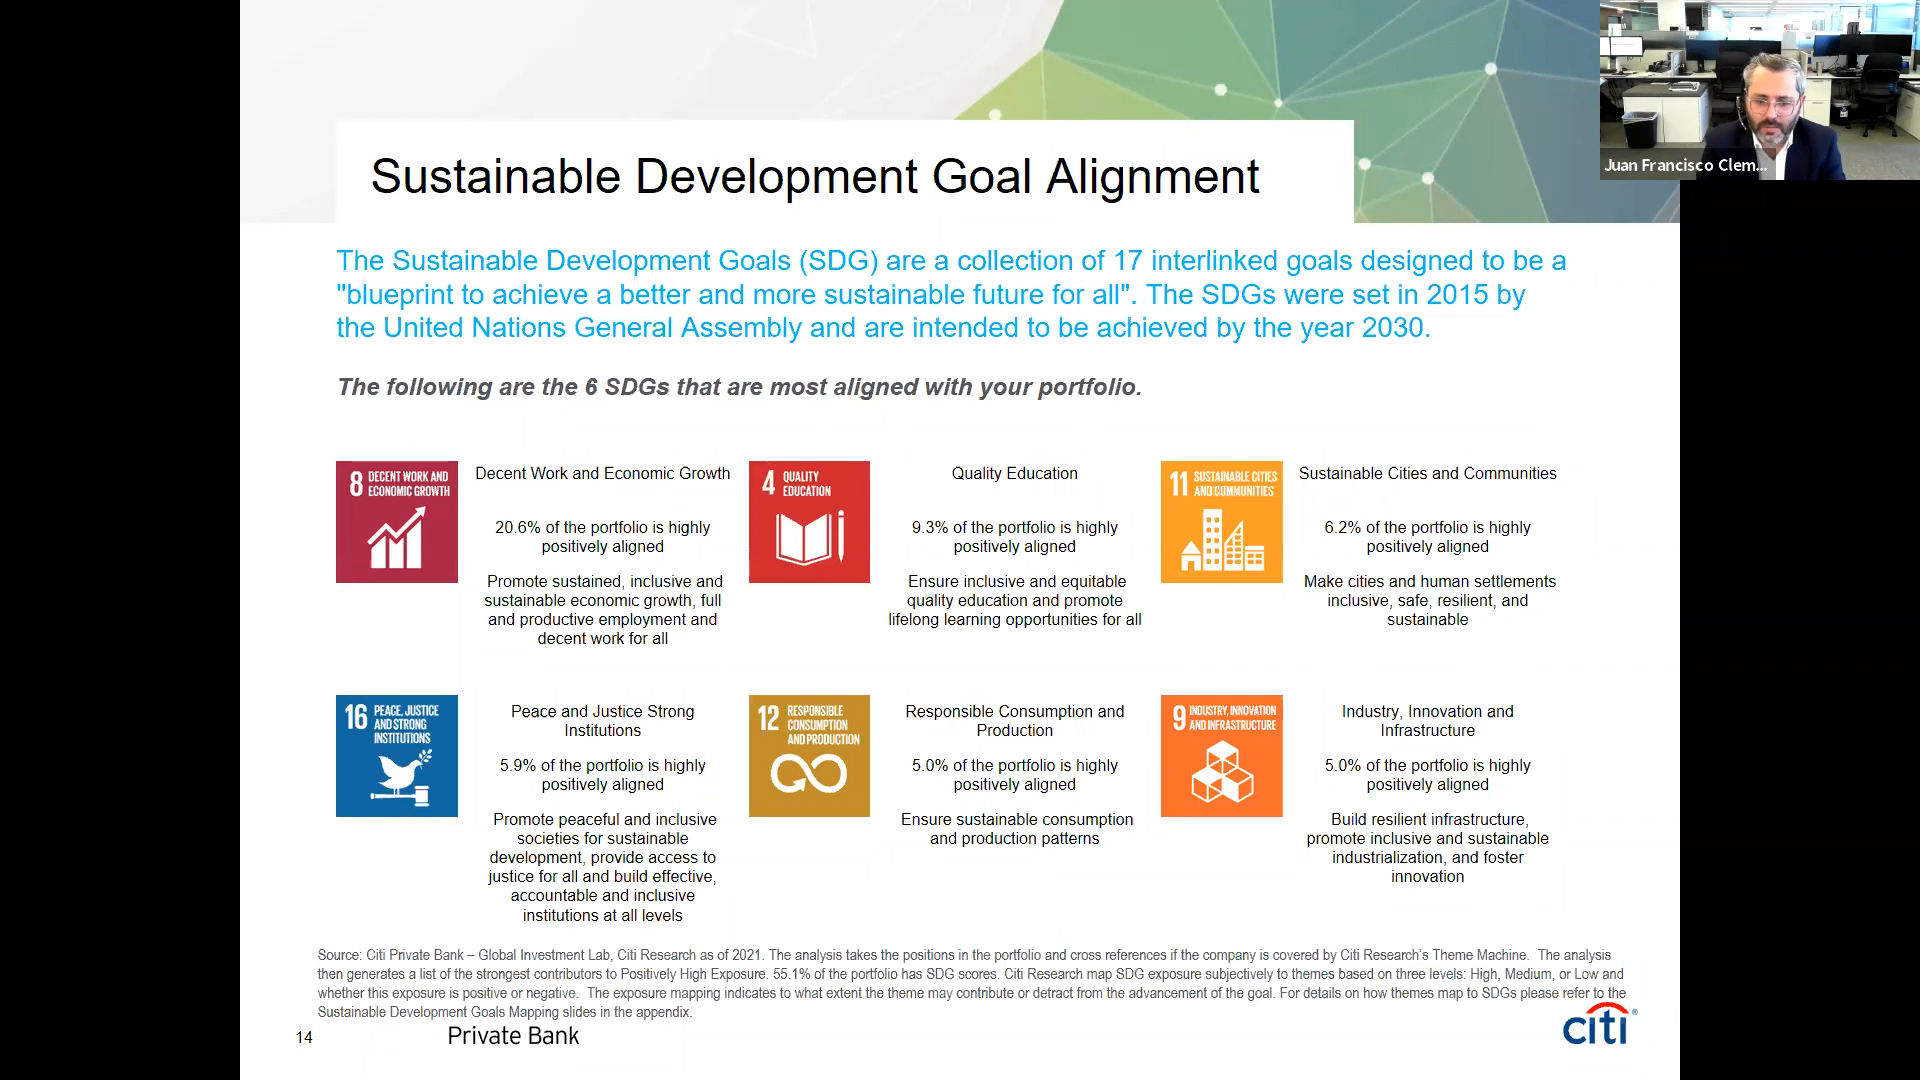 Juan Francisco Clem...
Sustainable Development Goal Alignment
The Sustainable Development Goals (SDG) are a collection of 17 interlinked goals designed to be a
"blueprint to achieve a better and more sustainable future for all". The SDGs were set in 2015 by
the United Nations General Assembly and are intended to be achieved by the year 2030.
The following are the 6 SDGs that are most aligned with your portfolio.
8 DECENT WORK AND
ECONOMIC GROWTH
Decent Work and Economic Growth
20.6% of the portfolio is highly
positively aligned
Promote sustained, inclusive and
sustainable economic growth, full
and productive employment and
decent work for all
4 QUALITY
EDUCATION
Quality Education
9.3% of the portfolio is highly
positively aligned
Ensure inclusive and equitable
quality education and promote
lifelong learning opportunities for all
11 SUSTAINABLE CITIES
AND COMMUNITIES
Sustainable Cities and Communities
6.2% of the portfolio is highly
positively aligned
Make cities and human settlements
inclusive, safe, resilient, and
sustainable
16 PEACE, JUSTICE
AND STRONG
INSTITUTIONS
Peace and Justice Strong
Institutions
5.9% of the portfolio is highly
positively aligned
Promote peaceful and inclusive
societies for sustainable
development, provide access to
justice for all and build effective,
accountable and inclusive
institutions at all levels
12 RESPONSIBLE
CONSUMPTION
AND PRODUCTION
Responsible Consumption and
Production
5.0% of the portfolio is highly
positively aligned
Ensure sustainable consumption
and production patterns
9 INDUSTRY, INNOVATION
AND INFRASTRUCTURE
Industry, Innovation and
Infrastructure
5.0% of the portfolio is highly
positively aligned
Build resilient infrastructure,
promote inclusive and sustainable
industrialization, and foster
innovation
Source: Citi Private Bank – Global Investment Lab, Citi Research as of 2021. The analysis takes the positions in the portfolio and cross references if the company is covered by Citi Research's Theme Machine. The analysis
then generates a list of the strongest contributors to Positively High Exposure. 55.1% of the portfolio has SDG scores. Citi Research map SDG exposure subjectively to themes based on three levels: High, Medium, or Low and
whether this exposure is positive or negative. The exposure mapping indicates to what extent the theme may contribute or detract from the advancement of the goal. For details on how themes map to SDGs please refer to the
Sustainable Development Goals Mapping slides in the appendix.
14
Private Bank
citi®